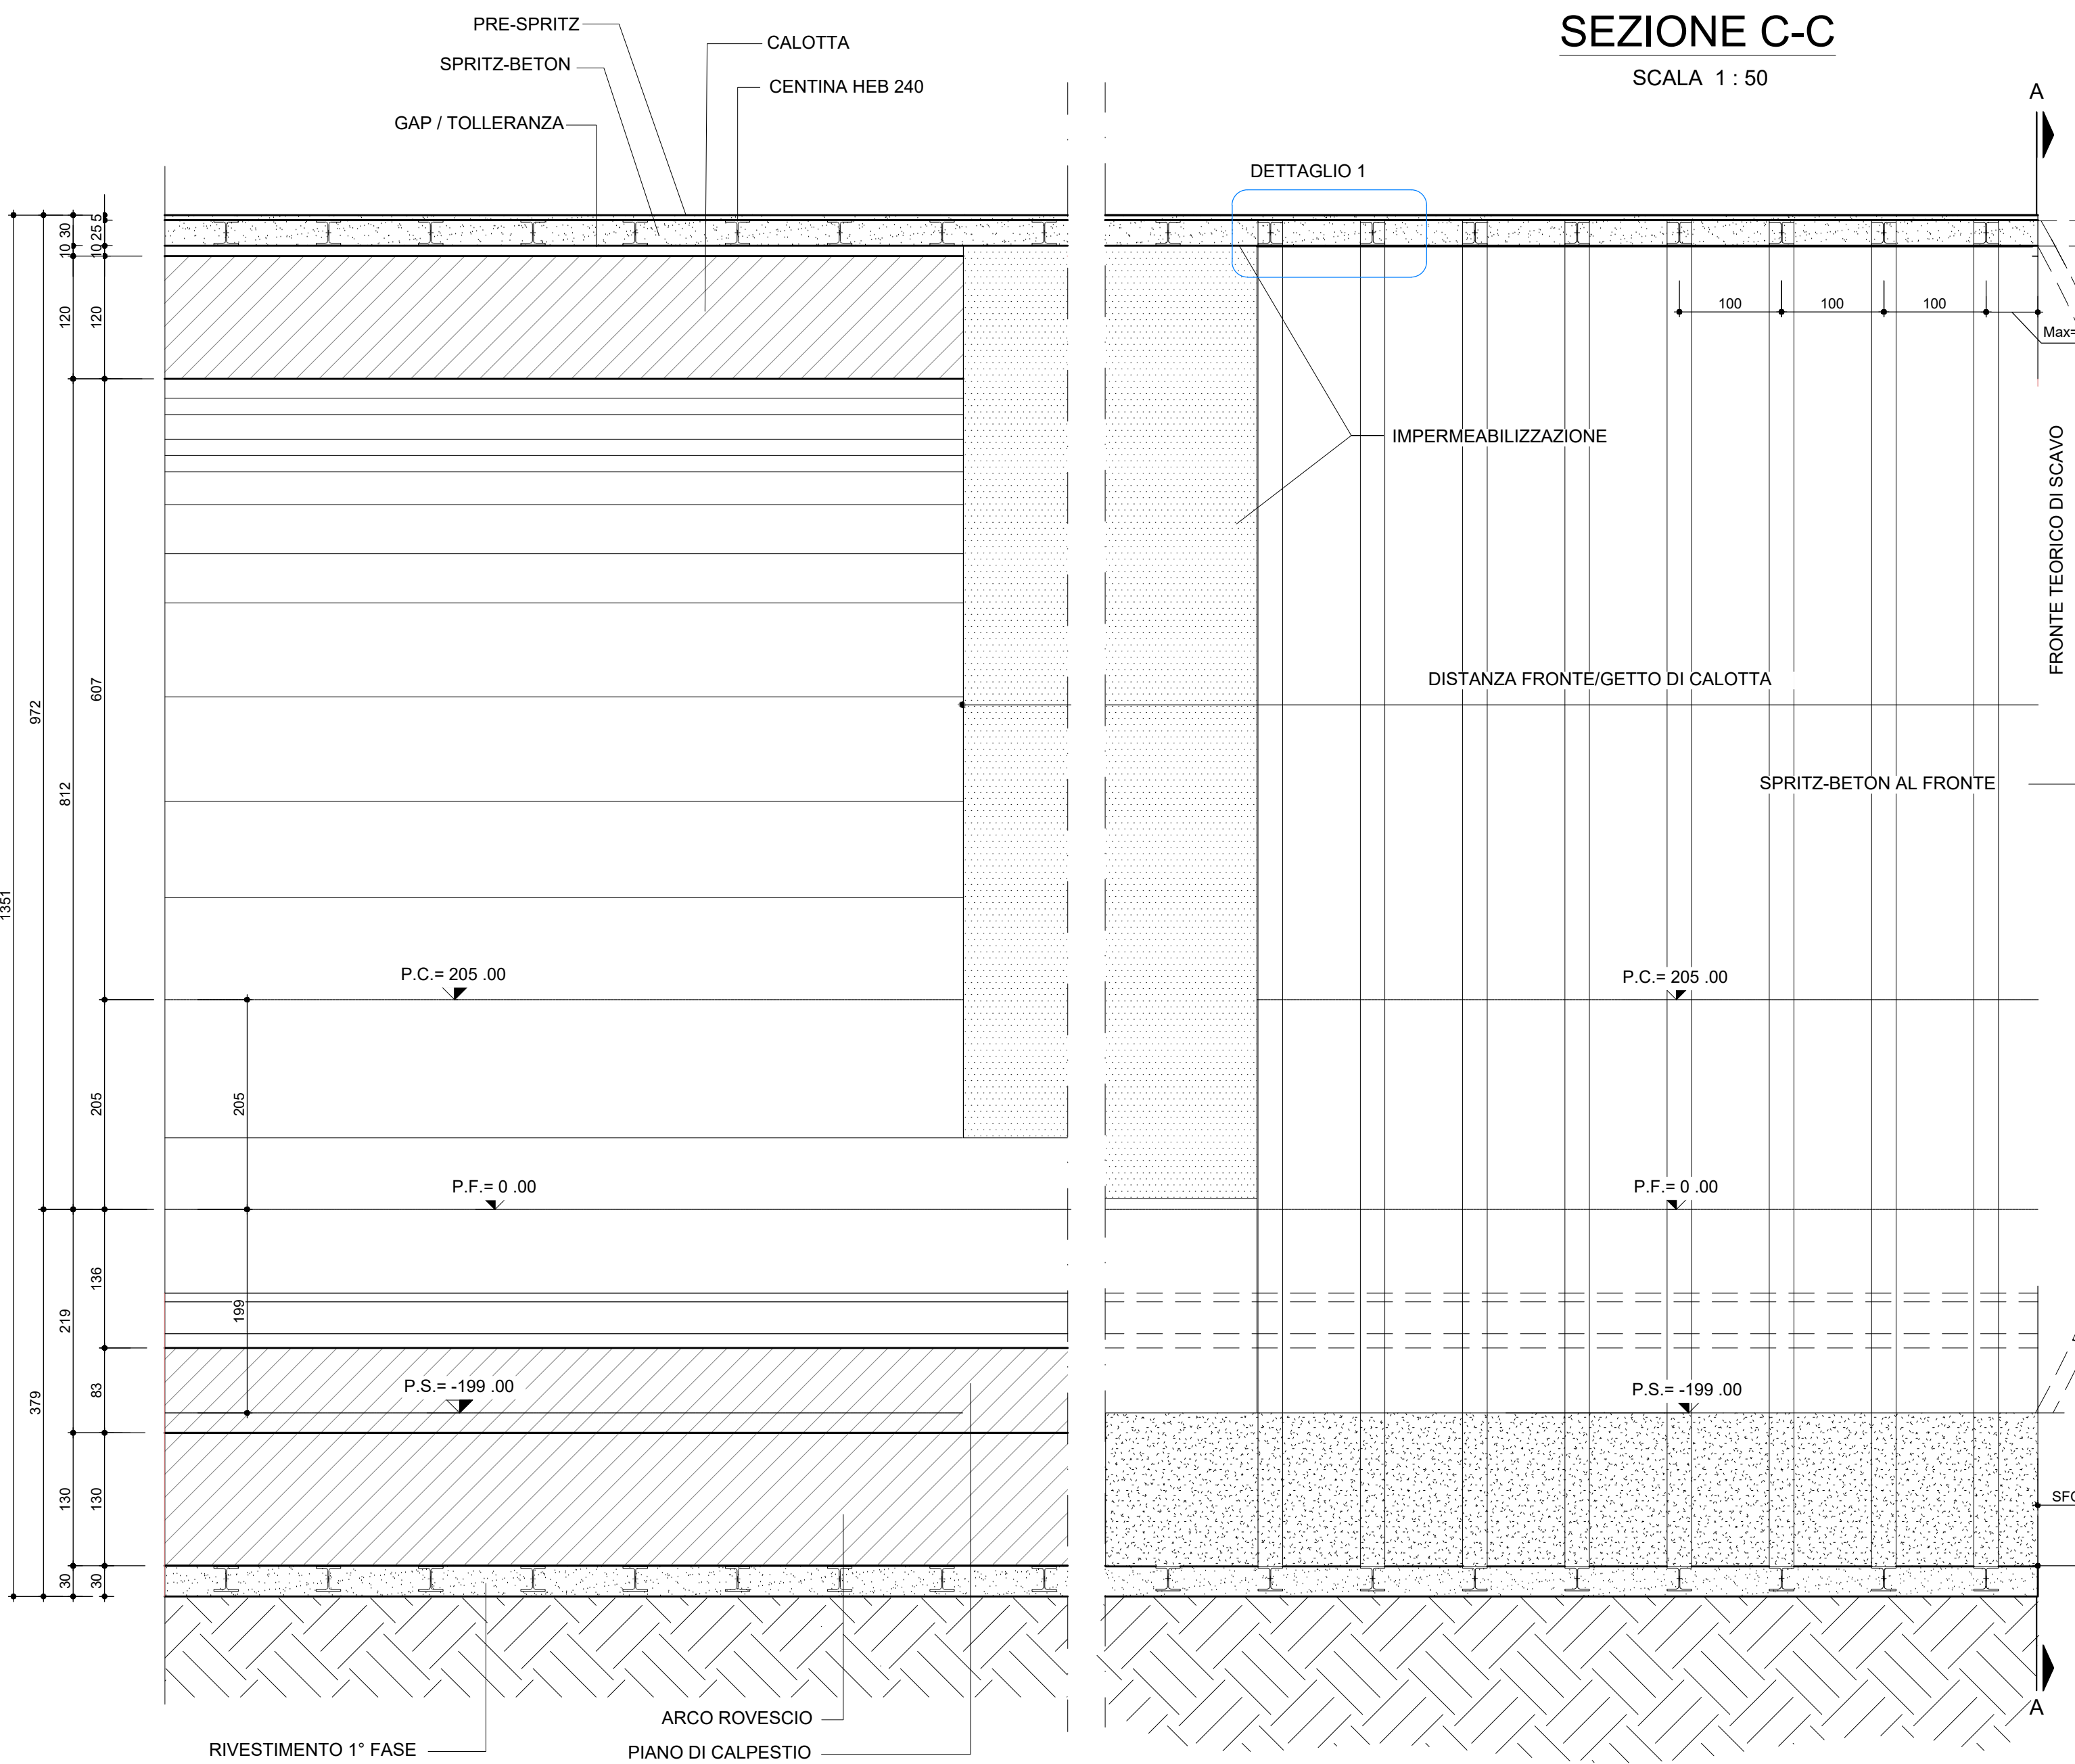 SEZIONE C-C
SCALA 1 : 50
PRE-SPRITZ
CALOTTA
SPRITZ-BETON
CENTINA HEB 240
GAP / TOLLERANZA
DETTAGLIO 1
A
100
100
100
Max=
IMPERMEABILIZZAZIONE
FRONTE TEORICO DI SCAVO
DISTANZA FRONTE/GETTO DI CALOTTA
SPRITZ-BETON AL FRONTE
1351
972
379
30
10
120
812
219
130
30
5
25
10
120
607
205
136
83
130
30
205
199
P.C.= 205 .00
P.C.= 205 .00
P.F.= 0 .00
P.F.= 0 .00
P.S.= -199 .00
P.S.= -199 .00
ARCO ROVESCIO
RIVESTIMENTO 1° FASE
PIANO DI CALPESTIO
A